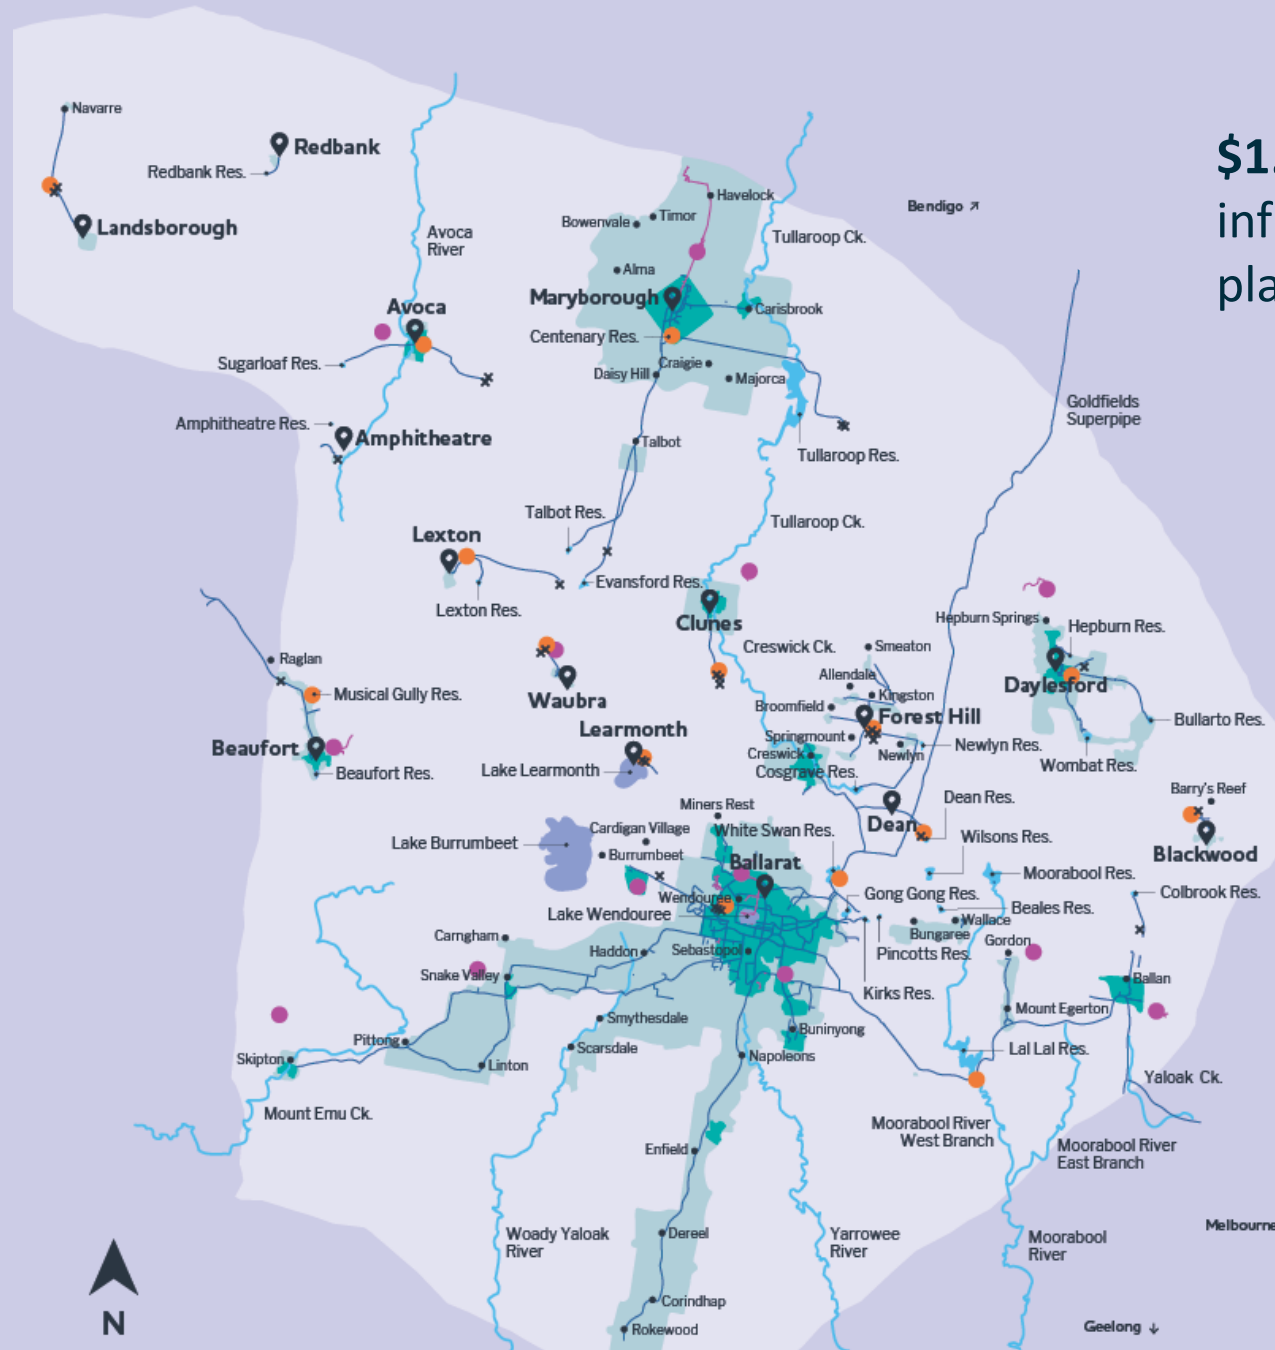 Navarre
Redbank
Redbank Res.
Landsborough
$1.
inf
pla
Havelock
Bendigo
Timor
Bowenvale
Avoca
River
Tullaroop Ck.
Alma
Maryborough
Avoca
Carisbrook
Centenary Res.
Sugarloaf Res.
Craigie
Daisy Hill
Majorca
Goldfields
Superpipe
Amphitheatre Res.
Amphitheatre
Talbot
Tullaroop Res.
Talbot Res.
Tullaroop Ck.
Lexton
Evansford Res.
Lexton Res.
Clunes
Hepburn Springs
Hepburn Res.
Creswick Ck.
Smeaton
Raglan
Allendale
Kingston
Daylesford
Musical Gully Res.
Waubra
Broomfield
Forest Hill
Bullarto Res.
Learmonth
Springmount
Newlyn Res.
Beaufort
Creswick
Newlyn
Wombat Res.
Beaufort Res.
Lake Learmonth
Cosgrave Res.
Barry's Reef
Dean Res.
Miners Rest
Dean
Cardigan Village
White Swan Res.
Wilsons Res.
Lake Burrumbeet
Burrumbeet
Ballarat
Blackwood
Moorabool Res.
Wendouree
Gong Gong Res.
Colbrook Res.
Lake Wendouree
Beales Res.
Wallace
Bungaree
Carngham
Gordon
Haddon
Sebastopol
Pincotts Res.
Snake Valley
Ballan
Kirks Res.
Mount Egerton
Smythesdale
Buninyong
Pittong
Scarsdale
Lal Lal Res.
Skipton
Linton
Napoleons
Yaloak Ck.
Mount Emu Ck.
Moorabool River
West Branch
Enfield
Moorabool River
East Branch
Melbourne
Woady Yaloak
River
Dereel
Yarrowee
River
Moorabool
River
Corindhap
N
Rokewood
Geelong